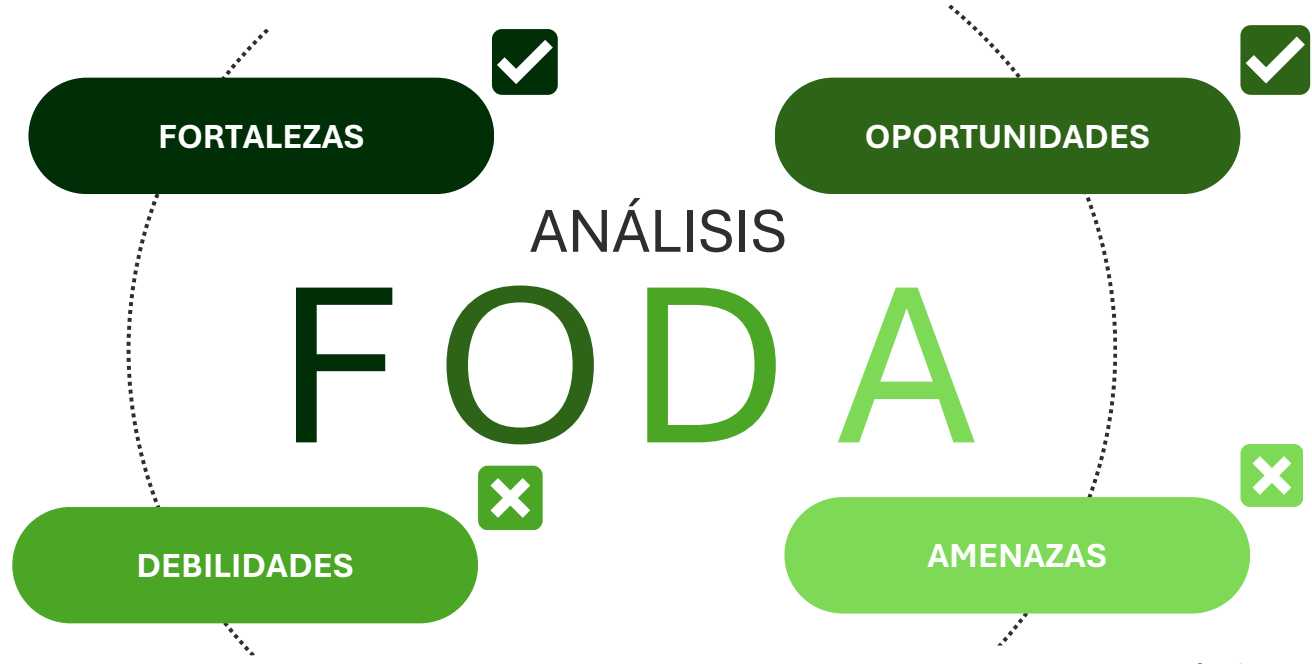 FORTALEZAS
OPORTUNIDADES
ANÁLISIS
FODA
DEBILIDADES
AMENAZAS